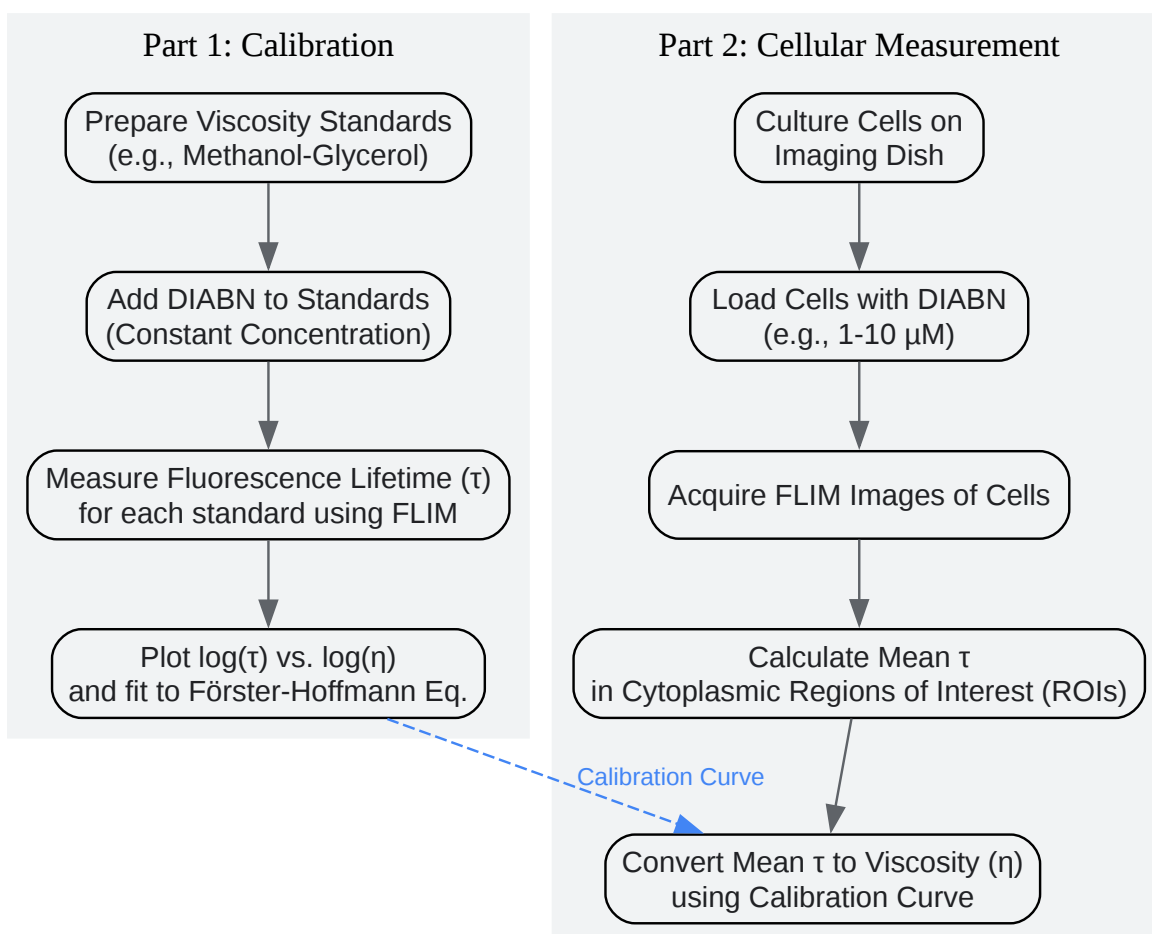 Part 1: Calibration
Prepare Viscosity Standards
(e.g., Methanol-Glycerol)
Add DIABN to Standards
(Constant Concentration)
Measure Fluorescence Lifetime (τ)
for each standard using FLIM
Plot log(τ) vs. log(η)
and fit to Förster-Hoffmann Eq.
Calibration Curve
Part 2: Cellular Measurement
Culture Cells on
Imaging Dish
Load Cells with DIABN
(e.g., 1-10 µM)
Acquire FLIM Images of Cells
Calculate Mean τ
in Cytoplasmic Regions of Interest (ROIs)
Convert Mean τ to Viscosity (η)
using Calibration Curve